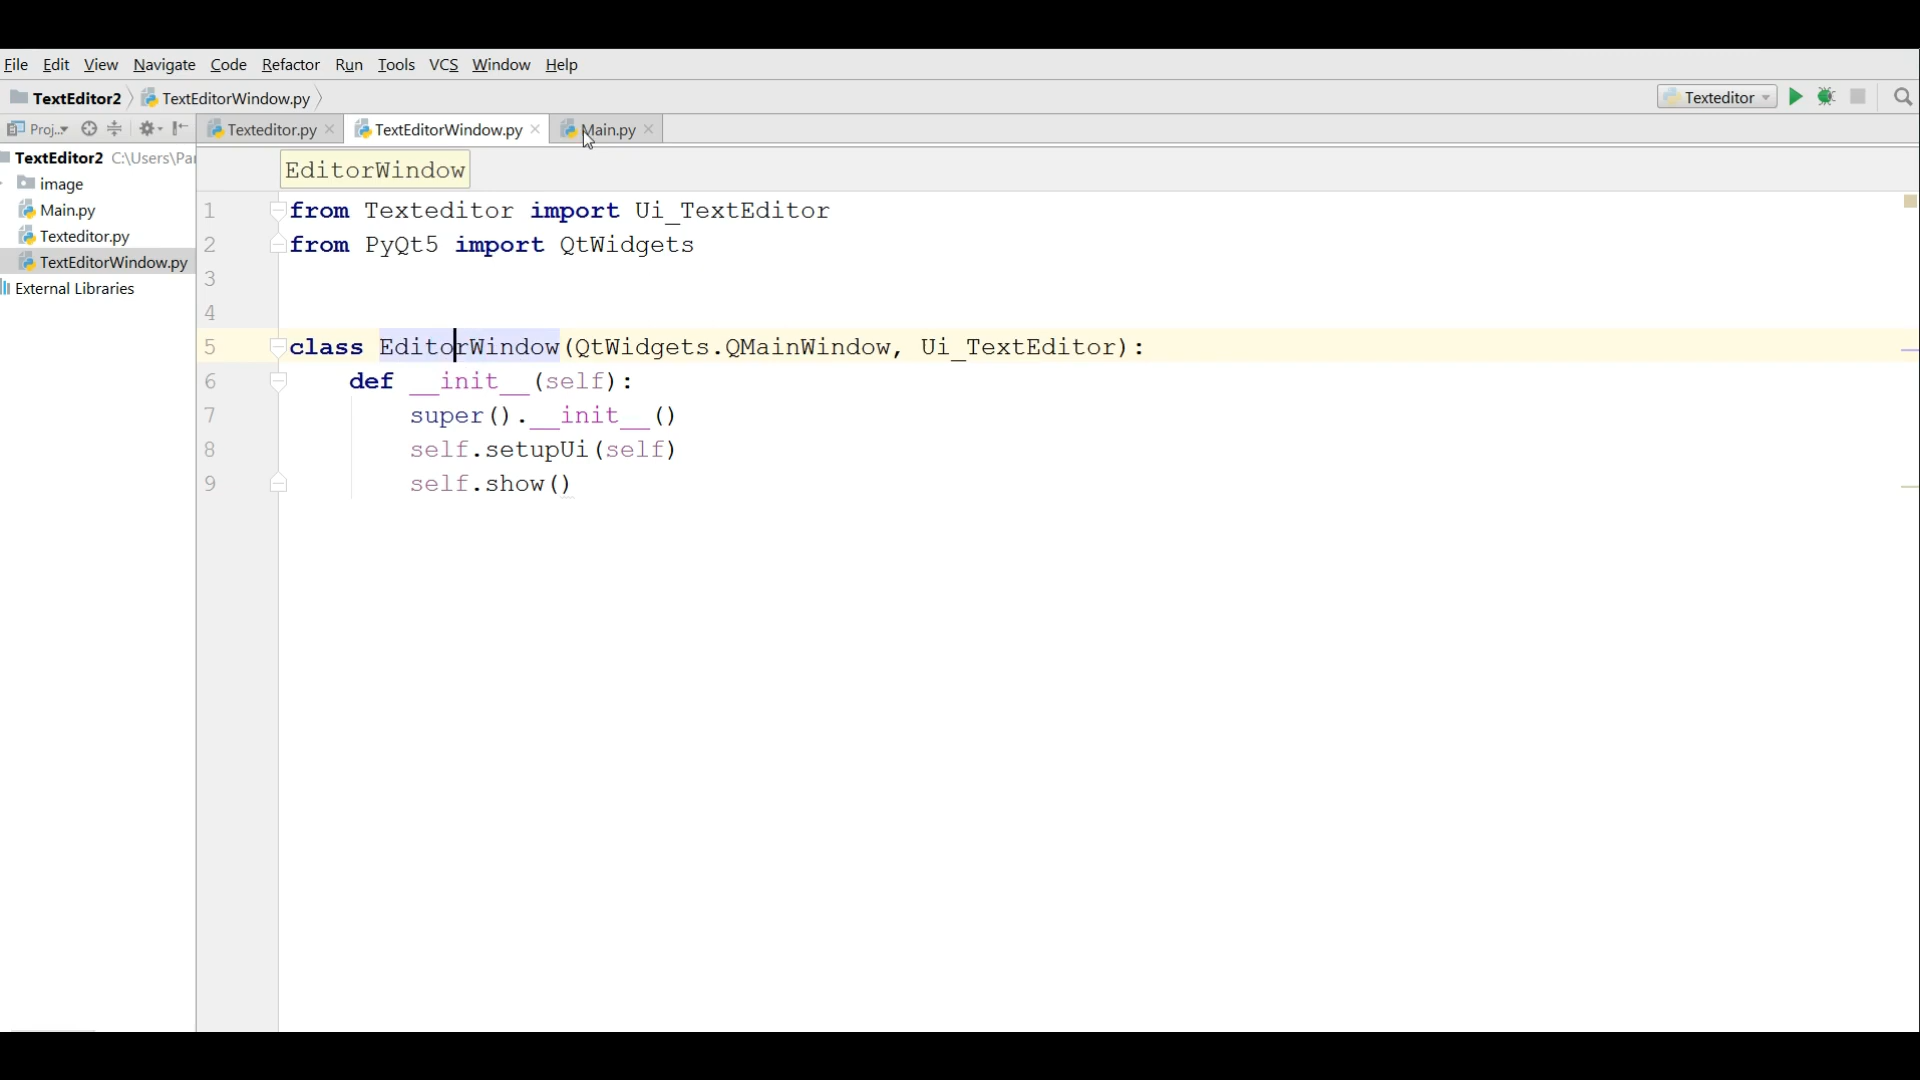 File Edit View Navigate Code Refactor Run Tools VCS Window Help
TextEditor2 TextEditorWindow.py Texteditor
Proj.. Texteditor.py TextEditorWindow.py Main.py
TextEditor2 C:\Users\Par
image
Main.py
Texteditor.py
TextEditorWindow.py
External Libraries
EditorWindow
1 from Texteditor import Ui_TextEditor
2 from PyQt5 import QtWidgets
3
4
5 class EditorWindow(QtWidgets.QMainWindow, Ui_TextEditor):
6 def __init__(self):
7 super().__init__()
8 self.setupUi(self)
9 self.show()